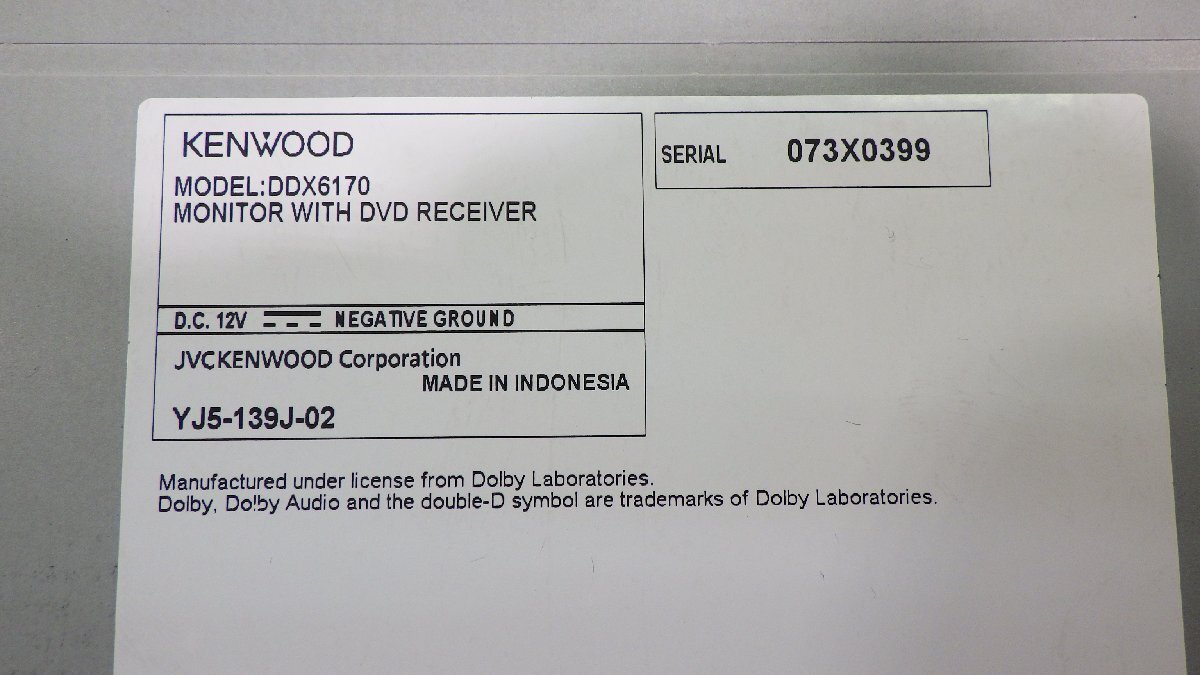 KENWOOD
MODEL:DDX6170
MONITOR WITH DVD RECEIVER
SERIAL 073X0399
D.C. 12V NEGATIVE GROUND
JVCKENWOOD Corporation
MADE IN INDONESIA
YJ5-139J-02
Manufactured under license from Dolby Laboratories.
Dolby, Dolby Audio and the double-D symbol are trademarks of Dolby Laboratories.